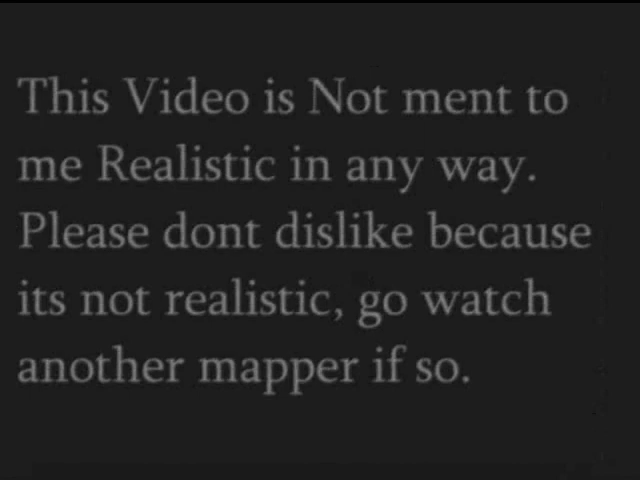 This Video is Not ment to
me Realistic in any way.
Please dont dislike because
its not realistic, go watch
another mapper if so.